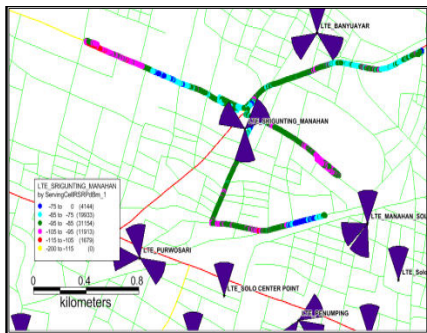 LTE_BANYUAYAR
LTE_SRIGUNTING_MANAHAN
LTE_SRIGUNTING_MANAHAN
by ServingCellRSRPdBm_1
-75 to 0 (4144)
-85 to -75 (19933)
-95 to -85 (31154)
-105 to -95 (11913)
-115 to -105 (1679)
-200 to -115 (0)
LTE_MANAHAN_SOL
LTE_PURWOSARI
LTE_Solo
LTE_SOLO CENTER POINT
0 0.4 0.8
kilometers
LTE_PENUMPING